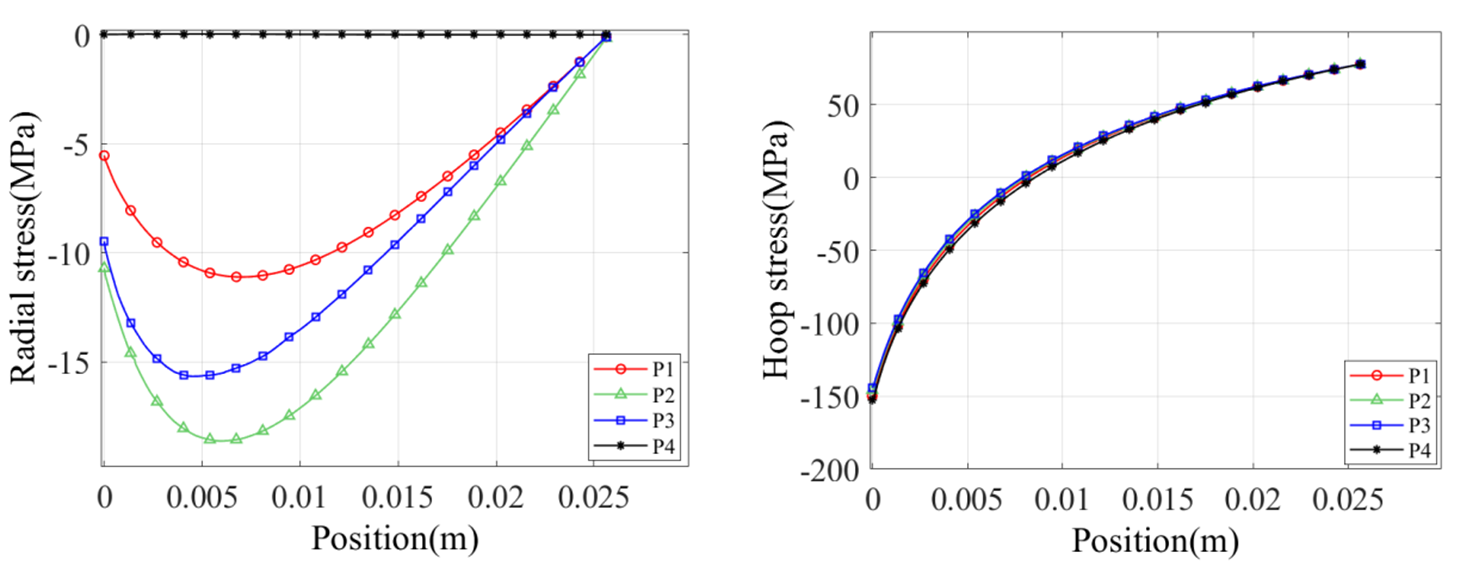 0
-5
-10
-15
Radial stress(MPa)
0 0.005 0.01 0.015 0.02 0.025
Position(m)
P1
P2
P3
P4
50
0
-50
-100
-150
-200
Hoop stress(MPa)
0 0.005 0.01 0.015 0.02 0.025
Position(m)
P1
P2
P3
P4